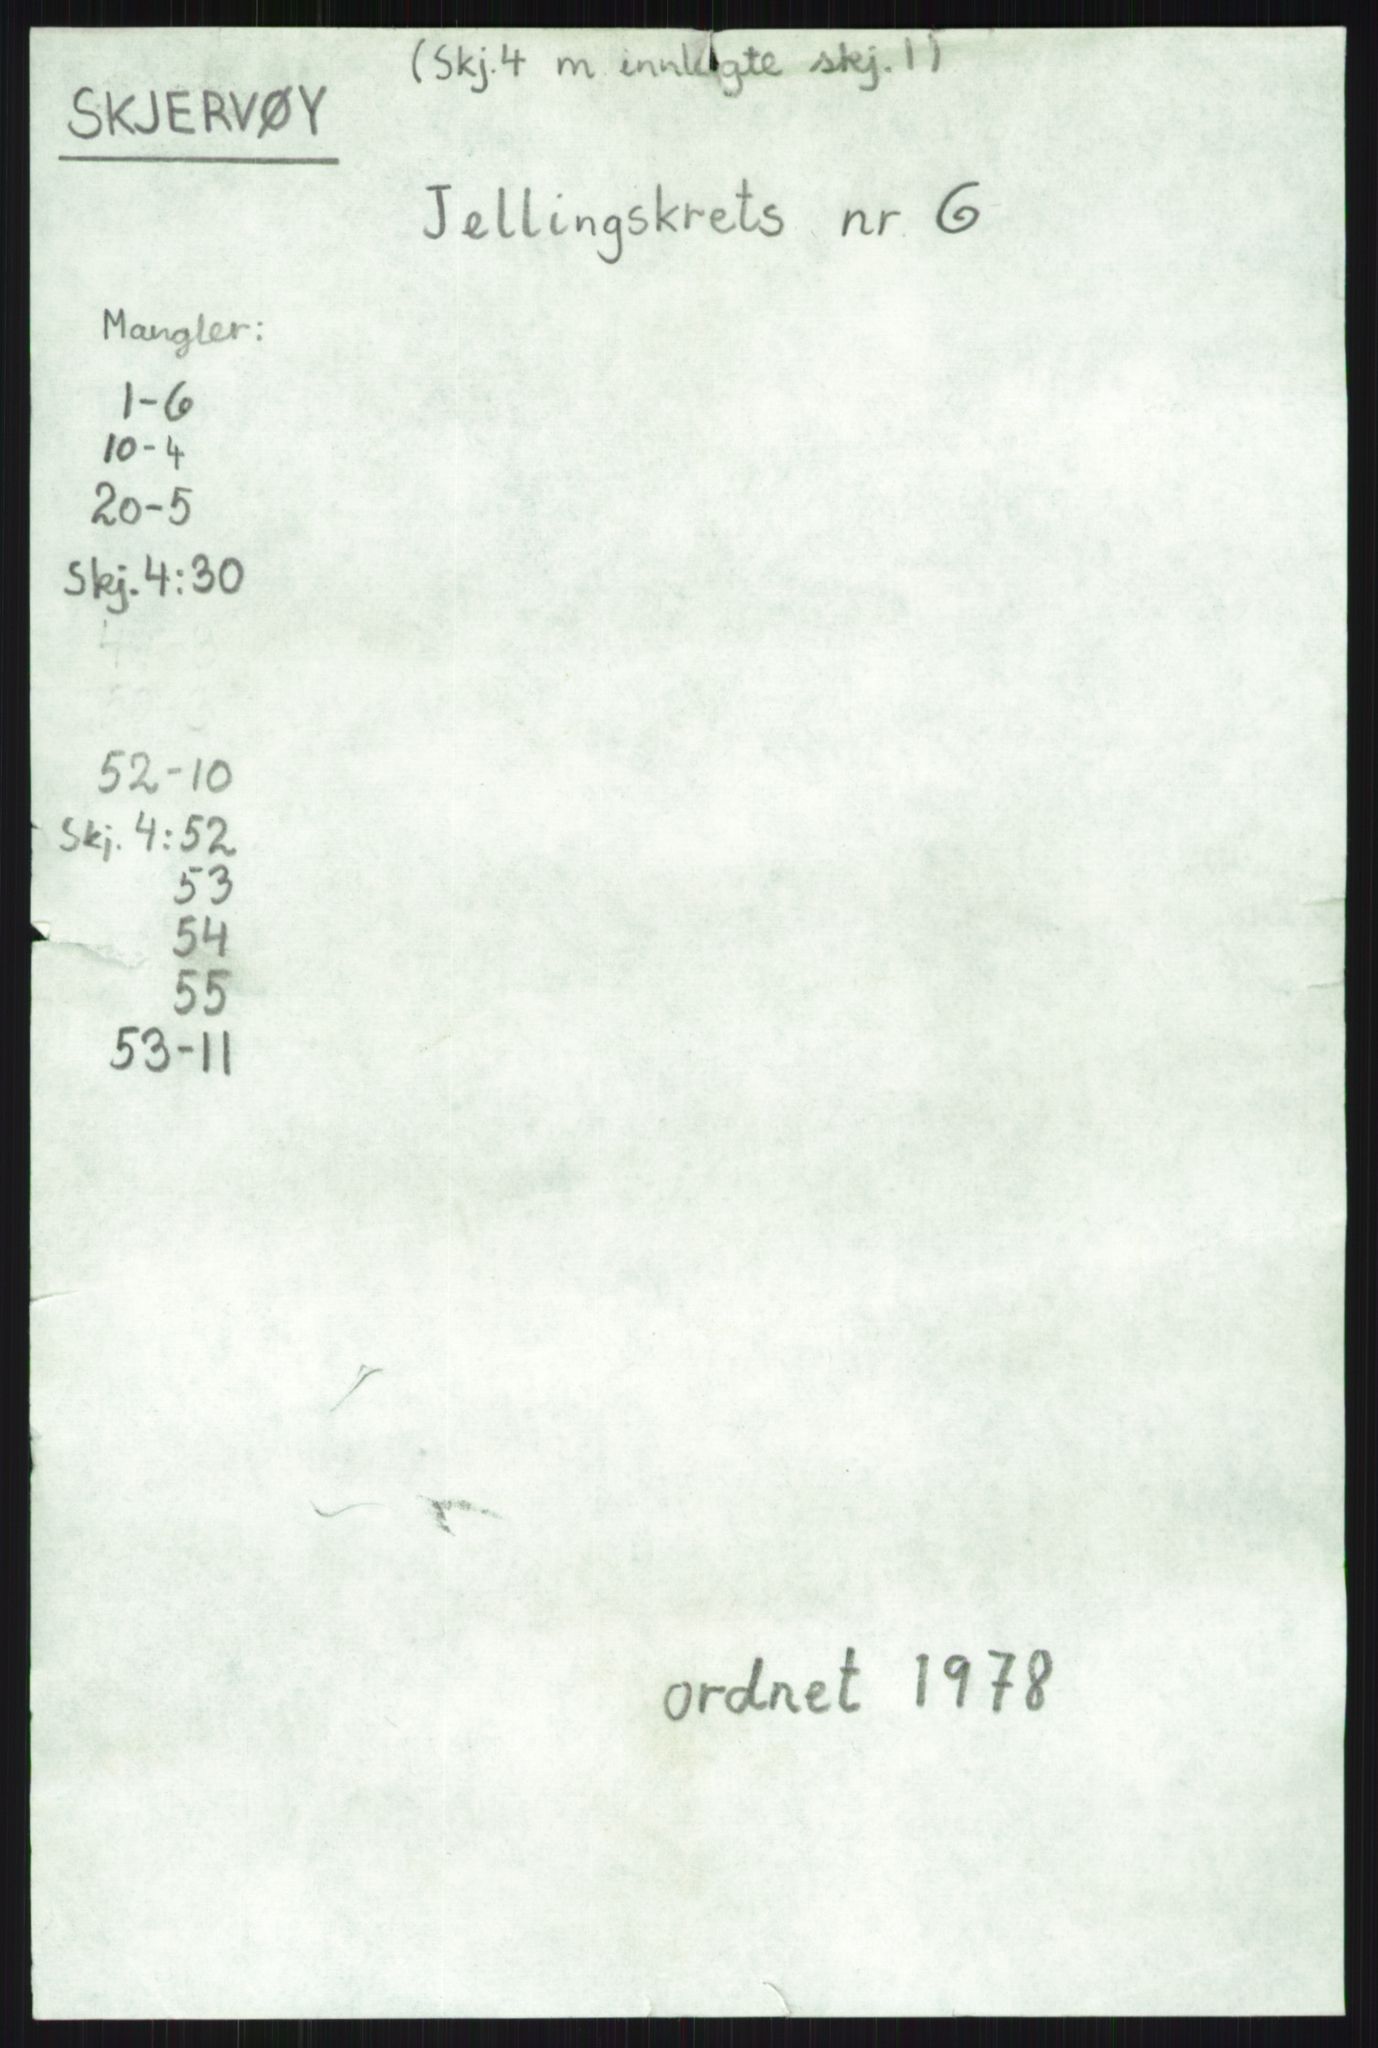 (Skj. 4 m innlagte skj. 1)
SKJERVØY
Tellingskrets nr. 6
Mangler:
1-6
10-4
20-5
Skj. 4:30
52-10
Skj. 4:52
53
54
55
53-11
ordnet 1978